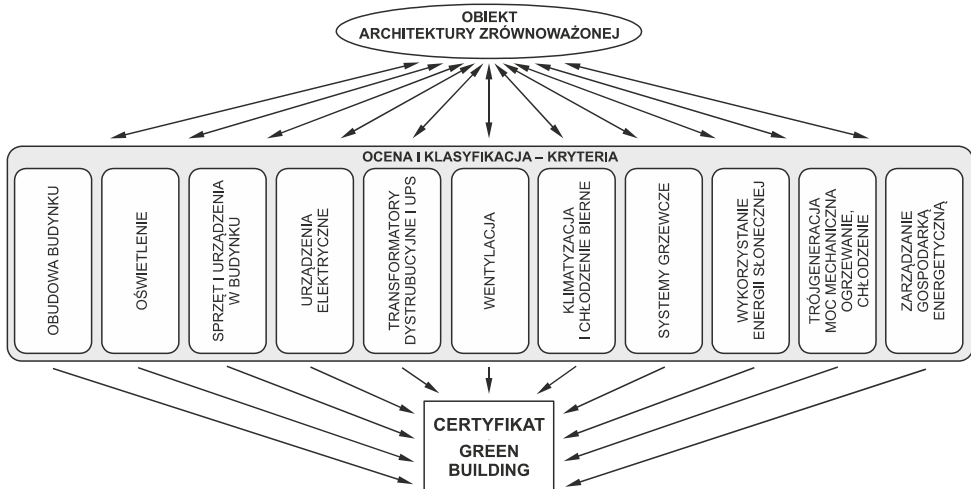 OBIEKT
ARCHITEKTURY ZRÓWNOWAŻONEJ
OCENA I KLASYFIKACJA – KRYTERIA
OBUDOWA BUDYNKU
OŚWIETLENIE
SPRZĘT I URZĄDZENIA
W BUDYNKU
URZĄDZENIA
ELEKTRYCZNE
TRANSFORMATORY
DYSTRUBUCYJNE I UPS
WENTYLACJA
KLIMATYZACJA
I CHŁODZENIE BIERNE
SYSTEMY GRZEWCZE
WYKORZYSTANIE
ENERGII SŁONECZNEJ
TRÓJGENERACJA
MOC MECHANICZNA
OGRZEWANIE,
CHŁODZENIE
ZARZĄDZANIE
GOSPODARKĄ
ENERGETYCZNĄ
CERTYFIKAT
GREEN
BUILDING